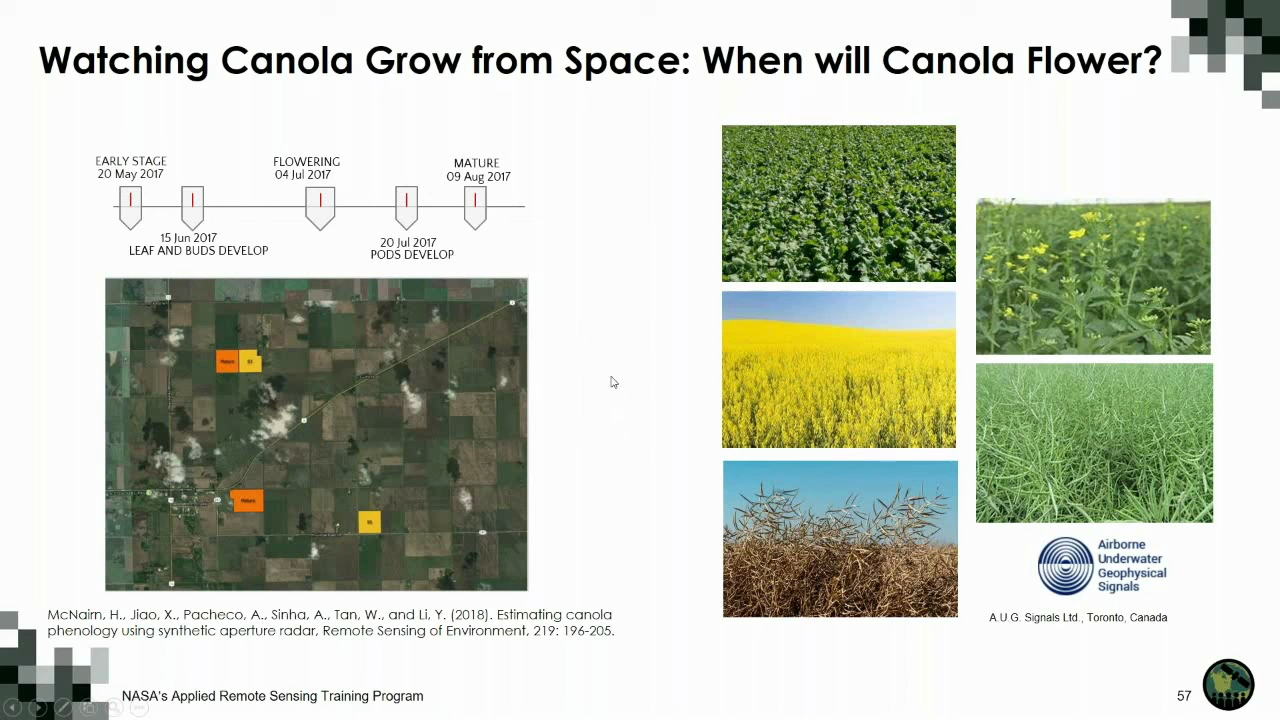 Watching Canola Grow from Space: When will Canola Flower?
EARLY STAGE
20 May 2017
FLOWERING
04 Jul 2017
MATURE
09 Aug 2017
15 Jun 2017
LEAF AND BUDS DEVELOP
20 Jul 2017
PODS DEVELOP
Mature
Mature
McNairn, H., Jiao, X., Pacheco, A., Sinha, A., Tan, W., and Li, Y. (2018). Estimating canola
phenology using synthetic aperture radar, Remote Sensing of Environment, 219: 196-205.
Airborne
Underwater
Geophysical
Signals
A.U.G. Signals Ltd., Toronto, Canada
NASA's Applied Remote Sensing Training Program
57